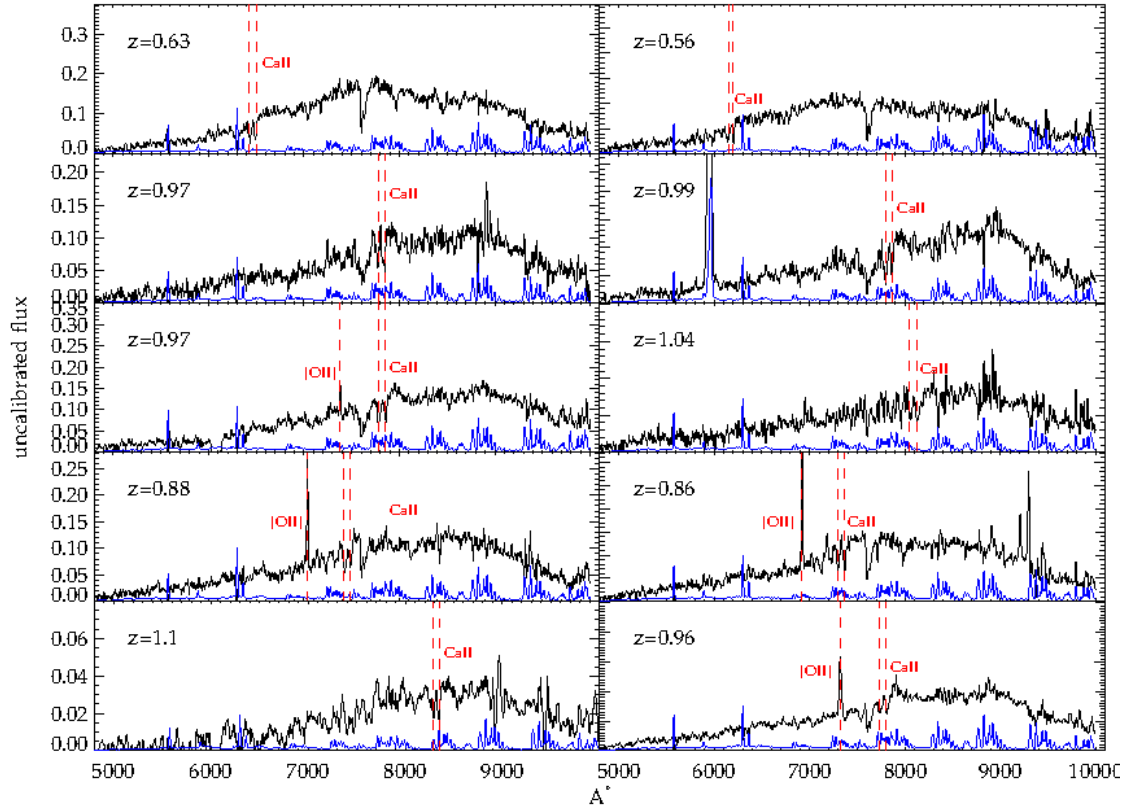 0.3
0.2
0.1
0.0
z=0.63
CaII
z=0.56
CaII
0.20
0.15
0.10
0.05
0.00
z=0.97
CaII
z=0.99
CaII
uncalibrated flux
0.35
0.30
0.25
0.20
0.15
0.10
0.05
0.00
z=0.97
[OII]
CaII
z=1.04
CaII
0.25
0.20
0.15
0.10
0.05
0.00
z=0.88
[OII]
CaII
z=0.86
[OII]
CaII
0.06
0.04
0.02
0.00
z=1.1
CaII
z=0.96
[OII]
CaII
5000 6000 7000 8000 9000 5000 6000 7000 8000 9000 10000
A°